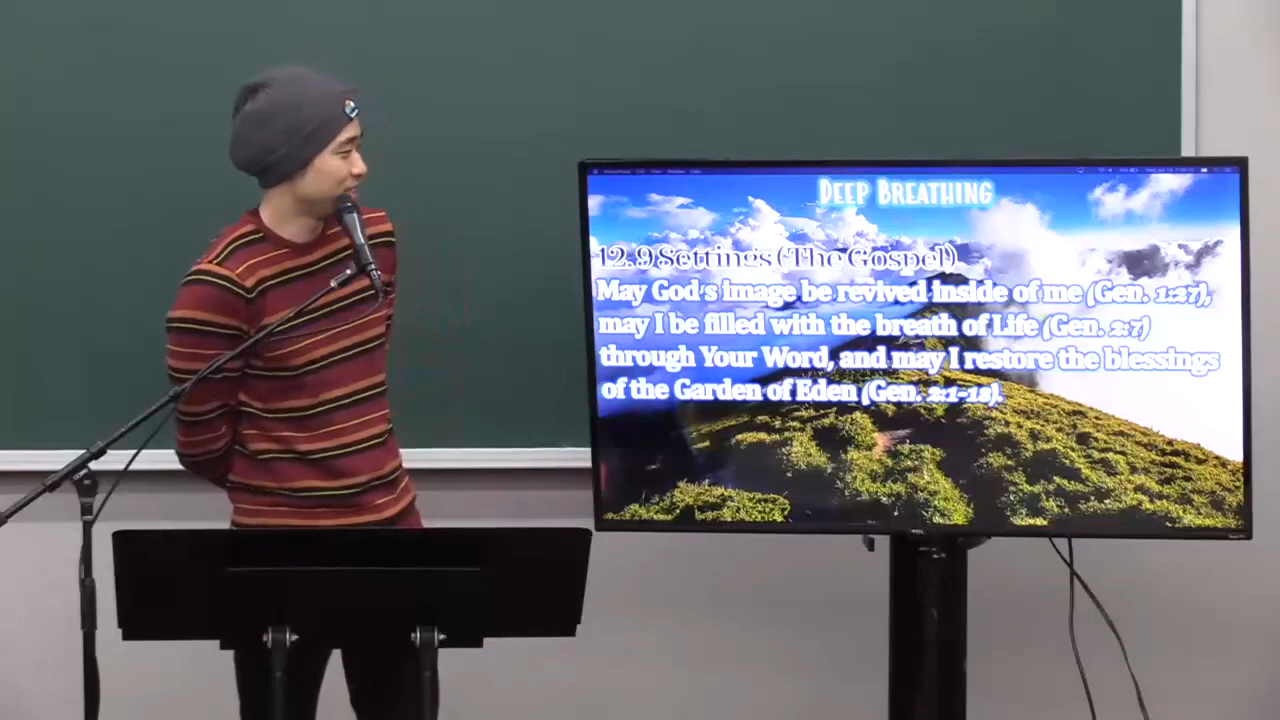 DEEP BREATHING
12. 9 Settings (The Gospel)
May God's image be revived inside of me (Gen. 1:27),
may I be filled with the breath of Life (Gen. 2:7)
through Your Word, and may I restore the blessings
of the Garden of Eden (Gen. 2:1-18).